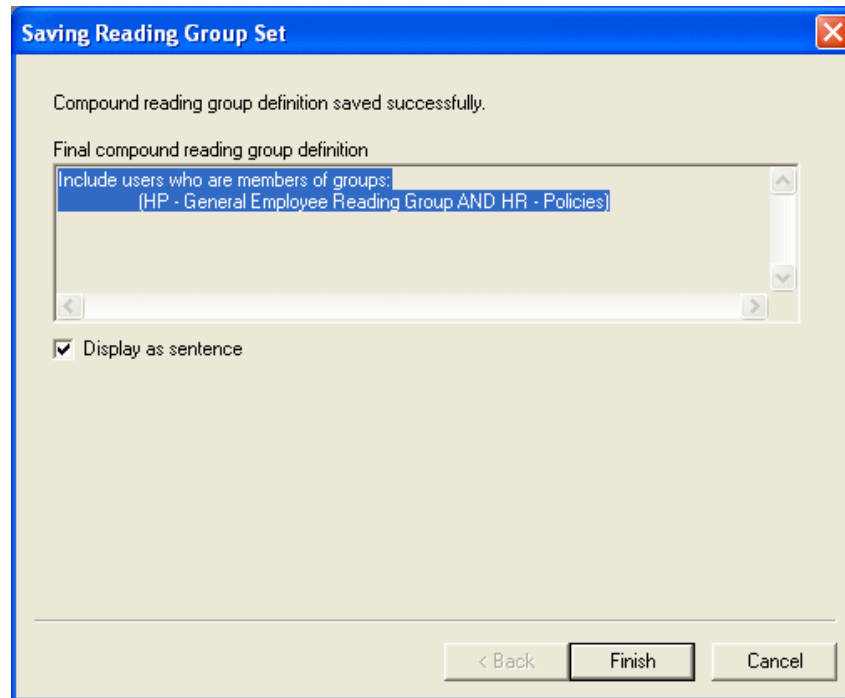 Saving Reading Group Set
Compound reading group definition saved successfully.
Final compound reading group definition
Include users who are members of groups:
(HP - General Employee Reading Group AND HR - Policies)
Display as sentence
< Back Finish Cancel